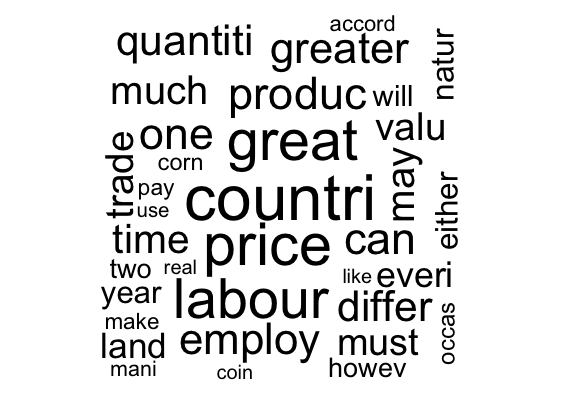 accord
quantiti
greater
natur
much
produc
will
valu
one
great
trade
corn
may
pay
countri
either
use
time
price
can
two
real
like
everi
year
labour
differ
make
occas
land
employ
must
mani
coin
howev